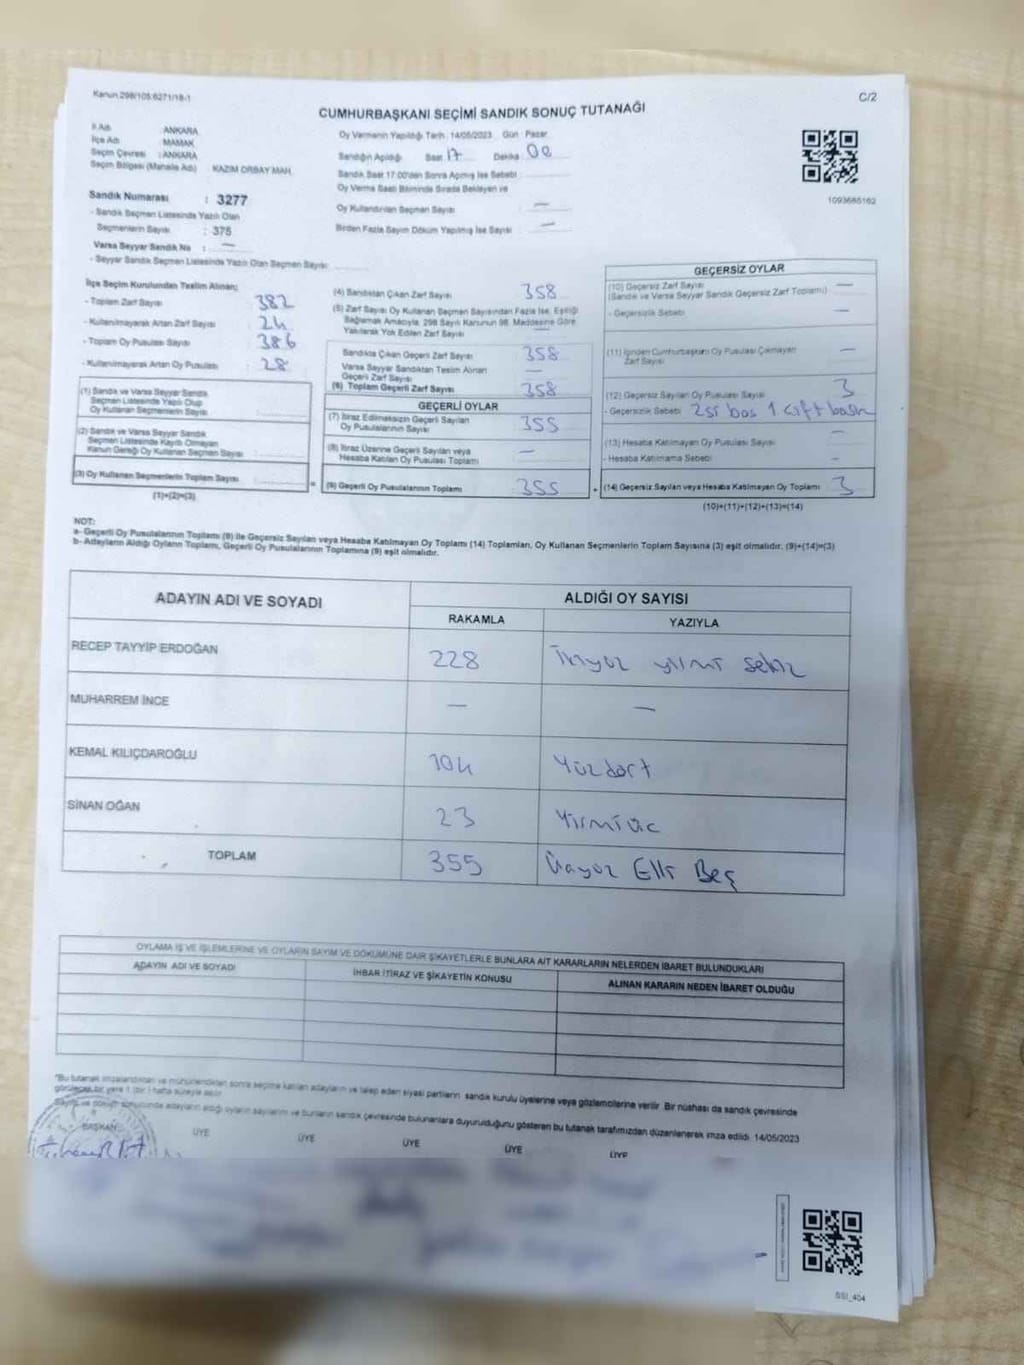 Kanun:298/105;6271/18-1
C/2
CUMHURBAŞKANI SEÇİMİ SANDIK SONUÇ TUTANAĞI
İl Adı : ANKARA
İlçe Adı : MAMAK
Seçim Çevresi : ANKARA
Seçim Bölgesi (Mahalle Adı) : KAZIM ORBAY MAH.
Sandık Numarası : 3277
- Sandık Seçmen Listesinde Yazılı Olan
Seçmenlerin Sayısı : 375
Varsa Seyyar Sandık No : —
- Seyyar Sandık Seçmen Listesinde Yazılı Olan Seçmen Sayısı:
Oy Vermenin Yapıldığı Tarih : 14/05/2023 Gün : Pazar
Sandığın Açıldığı Saat 17 Dakika 00
Sandık Saat 17:00'den Sonra Açılmış İse Sebebi :
Oy Verme Saati Bitiminde Sırada Bekleyen ve
Oy Kullandırılan Seçmen Sayısı —
Birden Fazla Sayım Döküm Yapılmış İse Sayısı —
1093685162
İlçe Seçim Kurulundan Teslim Alınan;
- Toplam Zarf Sayısı 382
- Kullanılmayarak Artan Zarf Sayısı 24
- Toplam Oy Pusulası Sayısı 386
- Kullanılmayarak Artan Oy Pusulası 28
(1) Sandık ve Varsa Seyyar Sandık
Seçmen Listesinde Yazılı Olup
Oy Kullanan Seçmenlerin Sayısı
(2) Sandık ve Varsa Seyyar Sandık
Seçmen Listesinde Kayıtlı Olmayan
Kanun Gereği Oy Kullanan Seçmen Sayısı
(3) Oy Kullanan Seçmenlerin Toplam Sayısı
(1)+(2)=(3)
(4) Sandıktan Çıkan Zarf Sayısı 358
(5) Zarf Sayısı Oy Kullanan Seçmen Sayısından Fazla İse, Eşitliği
Sağlamak Amacıyla, 298 Sayılı Kanunun 98. Maddesine Göre
Yakılarak Yok Edilen Zarf Sayısı —
Sandıkta Çıkan Geçerli Zarf Sayısı 358
Varsa Seyyar Sandıktan Teslim Alınan
Geçerli Zarf Sayısı —
(6) Toplam Geçerli Zarf Sayısı 358
GEÇERLİ OYLAR
(7) İtiraz Edilmeksizin Geçerli Sayılan
Oy Pusulalarının Sayısı 355
(8) İtiraz Üzerine Geçerli Sayılan veya
Hesaba Katılan Oy Pusulası Toplamı —
(9) Geçerli Oy Pusulalarının Toplamı 355
GEÇERSİZ OYLAR
(10) Geçersiz Zarf Sayısı —
(Sandık ve Varsa Seyyar Sandık Geçersiz Zarf Toplamı)
- Geçersizlik Sebebi —
(11) İçinden Cumhurbaşkanı Oy Pusulası Çıkmayan
Zarf Sayısı —
(12) Geçersiz Sayılan Oy Pusulası Sayısı 3
- Geçersizlik Sebebi 2si boş 1 çift baskı
(13) Hesaba Katılmayan Oy Pusulası Sayısı —
- Hesaba Katılmama Sebebi —
(14) Geçersiz Sayılan veya Hesaba Katılmayan Oy Toplamı 3
(10)+(11)+(12)+(13)=(14)
NOT:
a- Geçerli Oy Pusulalarının Toplamı (9) ile Geçersiz Sayılan veya Hesaba Katılmayan Oy Toplamı (14) Toplamları, Oy Kullanan Seçmenlerin Toplam Sayısına (3) eşit olmalıdır. (9)+(14)=(3)
b- Adayların Aldığı Oyların Toplamı, Geçerli Oy Pusulalarının Toplamına (9) eşit olmalıdır.
ADAYIN ADI VE SOYADI ALDIĞI OY SAYISI
RAKAMLA YAZIYLA
RECEP TAYYİP ERDOĞAN 228 ikiyüz yirmi sekiz
MUHARREM İNCE — —
KEMAL KILIÇDAROĞLU 104 Yüzdört
SİNAN OĞAN 23 Yirmiüç
TOPLAM 355 Üçyüz Elli Beş
OYLAMA İŞ VE İŞLEMLERİNE VE OYLARIN SAYIM VE DÖKÜMÜNE DAİR ŞİKAYETLERLE BUNLARA AİT KARARLARIN NELERDEN İBARET BULUNDUKLARI
ADAYIN ADI VE SOYADI İHBAR İTİRAZ VE ŞİKAYETİN KONUSU ALINAN KARARIN NEDEN İBARET OLDUĞU
*Bu tutanak imzalandıktan ve mühürlendikten sonra seçime katılan adayların ve talep eden siyasi partilerin sandık kurulu üyelerine veya gözlemcilerine verilir. Bir nüshası da sandık çevresinde
görülecek bir yere 1 (bir) hafta süreyle asılır.
Sayım ve döküm sonucunda adayların aldığı oyların sayılarını ve bunların sandık çevresinde bulunanlara duyurulduğunu gösteren bu tutanak tarafımızdan düzenlenerek imza edildi. 14/05/2023
BAŞKAN ÜYE ÜYE ÜYE ÜYE ÜYE
SSI_404